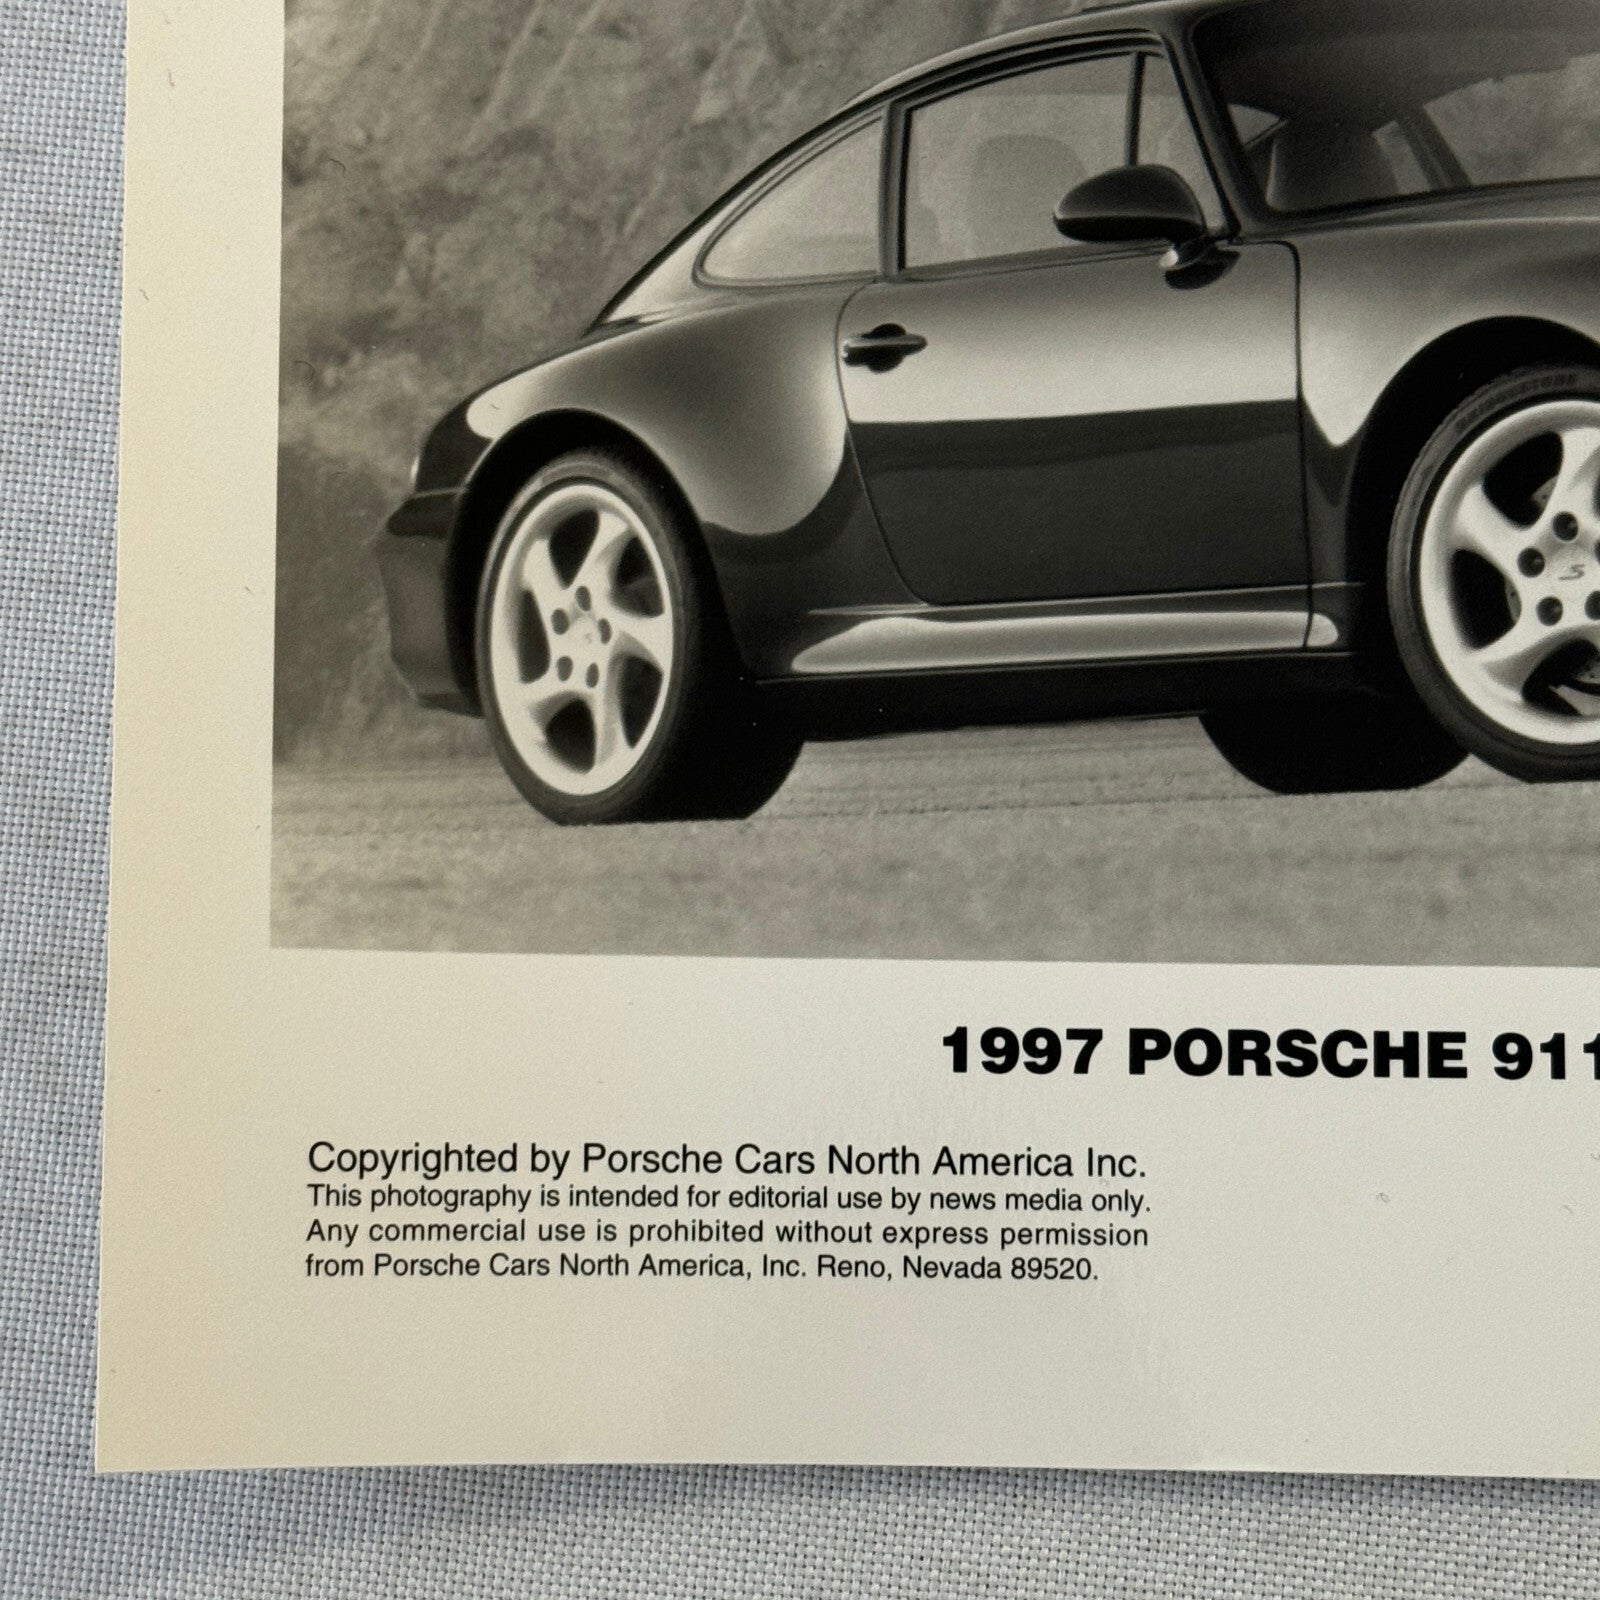 S
1997 PORSCHE 911
Copyrighted by Porsche Cars North America Inc.
This photography is intended for editorial use by news media only.
Any commercial use is prohibited without express permission
from Porsche Cars North America, Inc. Reno, Nevada 89520.